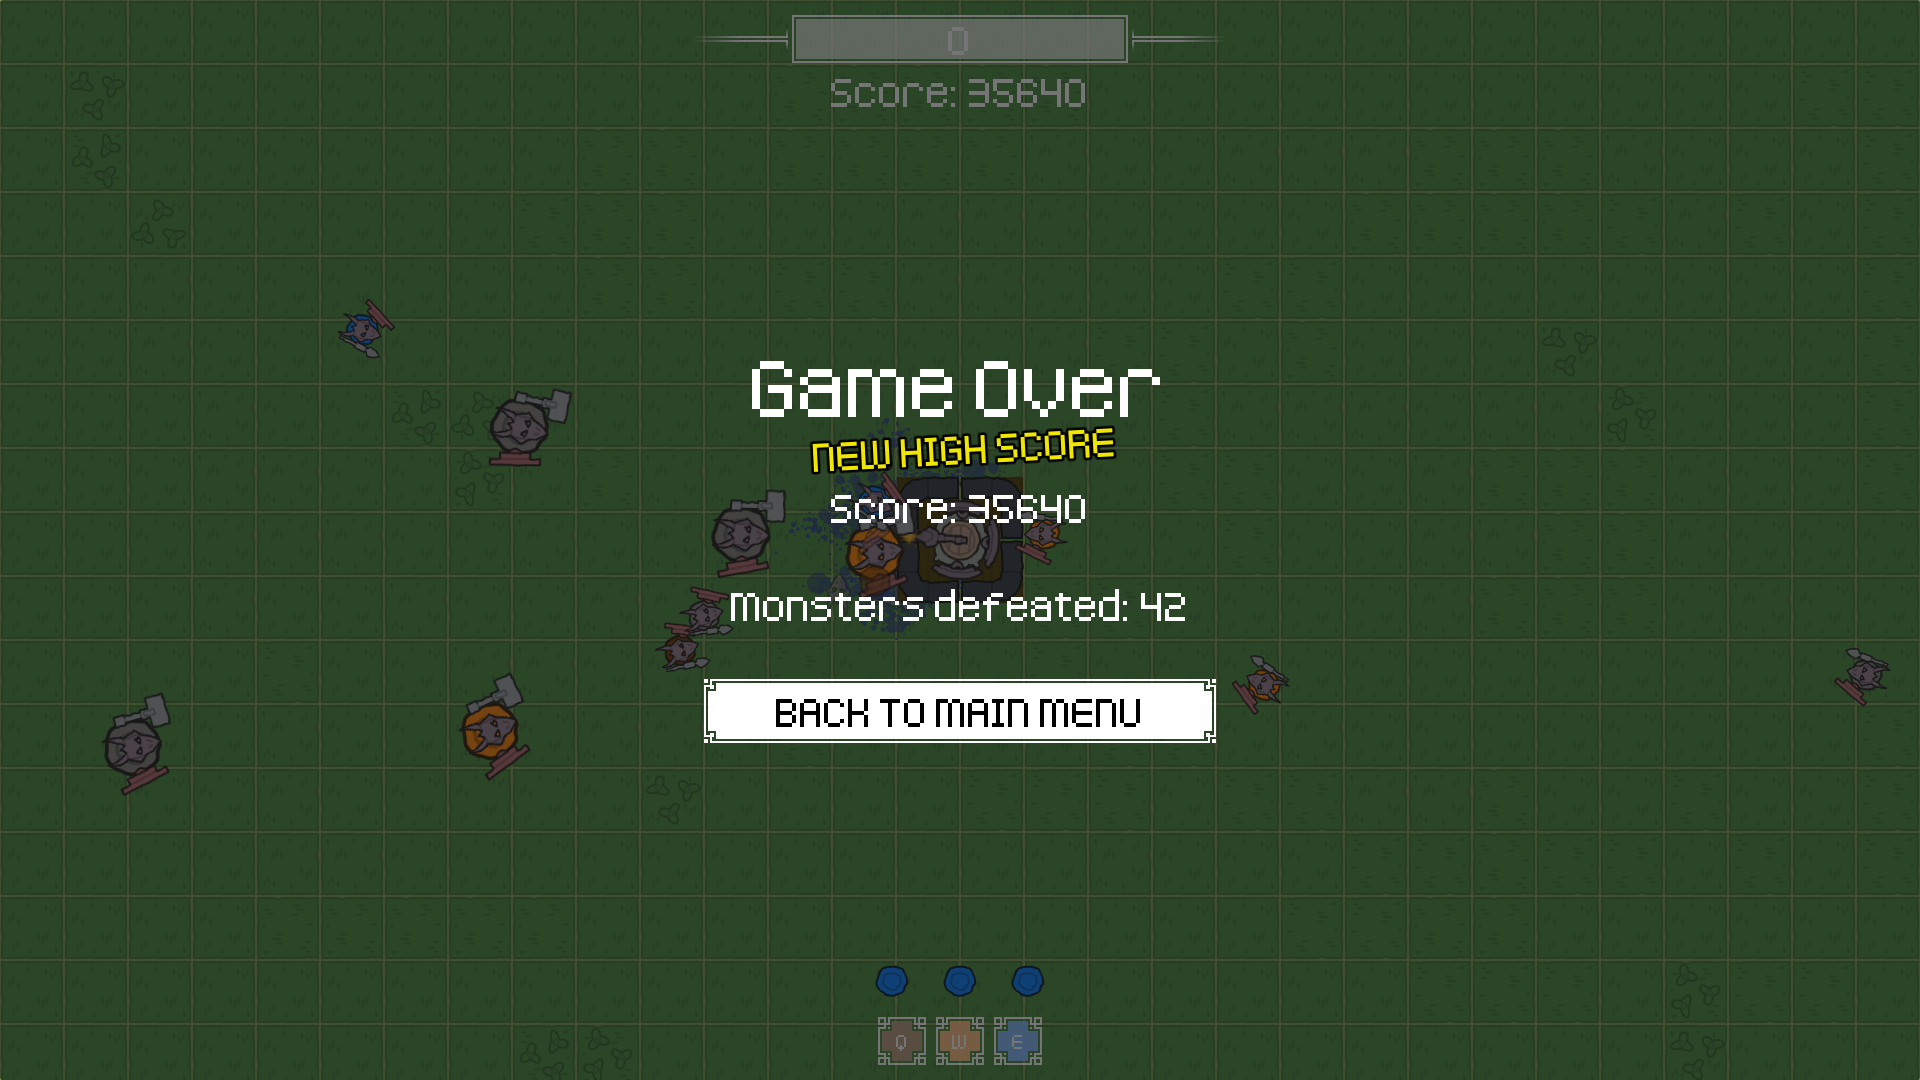 0
Score: 35640
Game Over
NEW HIGH SCORE
Score: 35640
Monsters defeated: 42
BACK TO MAIN MENU
Q W E